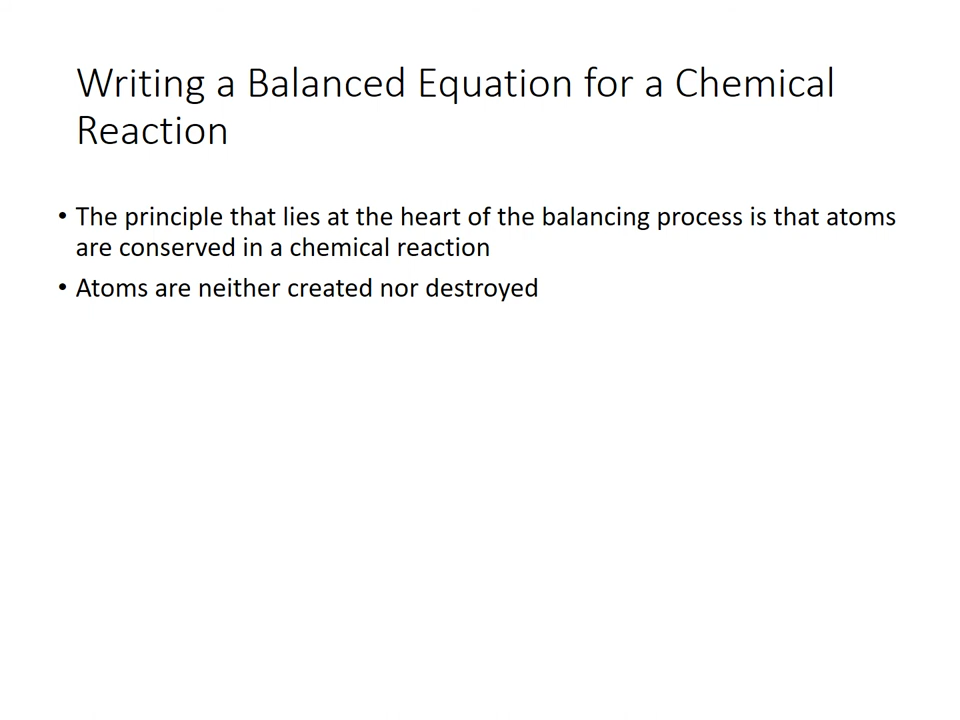 Writing a Balanced Equation for a Chemical
Reaction
• The principle that lies at the heart of the balancing process is that atoms
are conserved in a chemical reaction
• Atoms are neither created nor destroyed